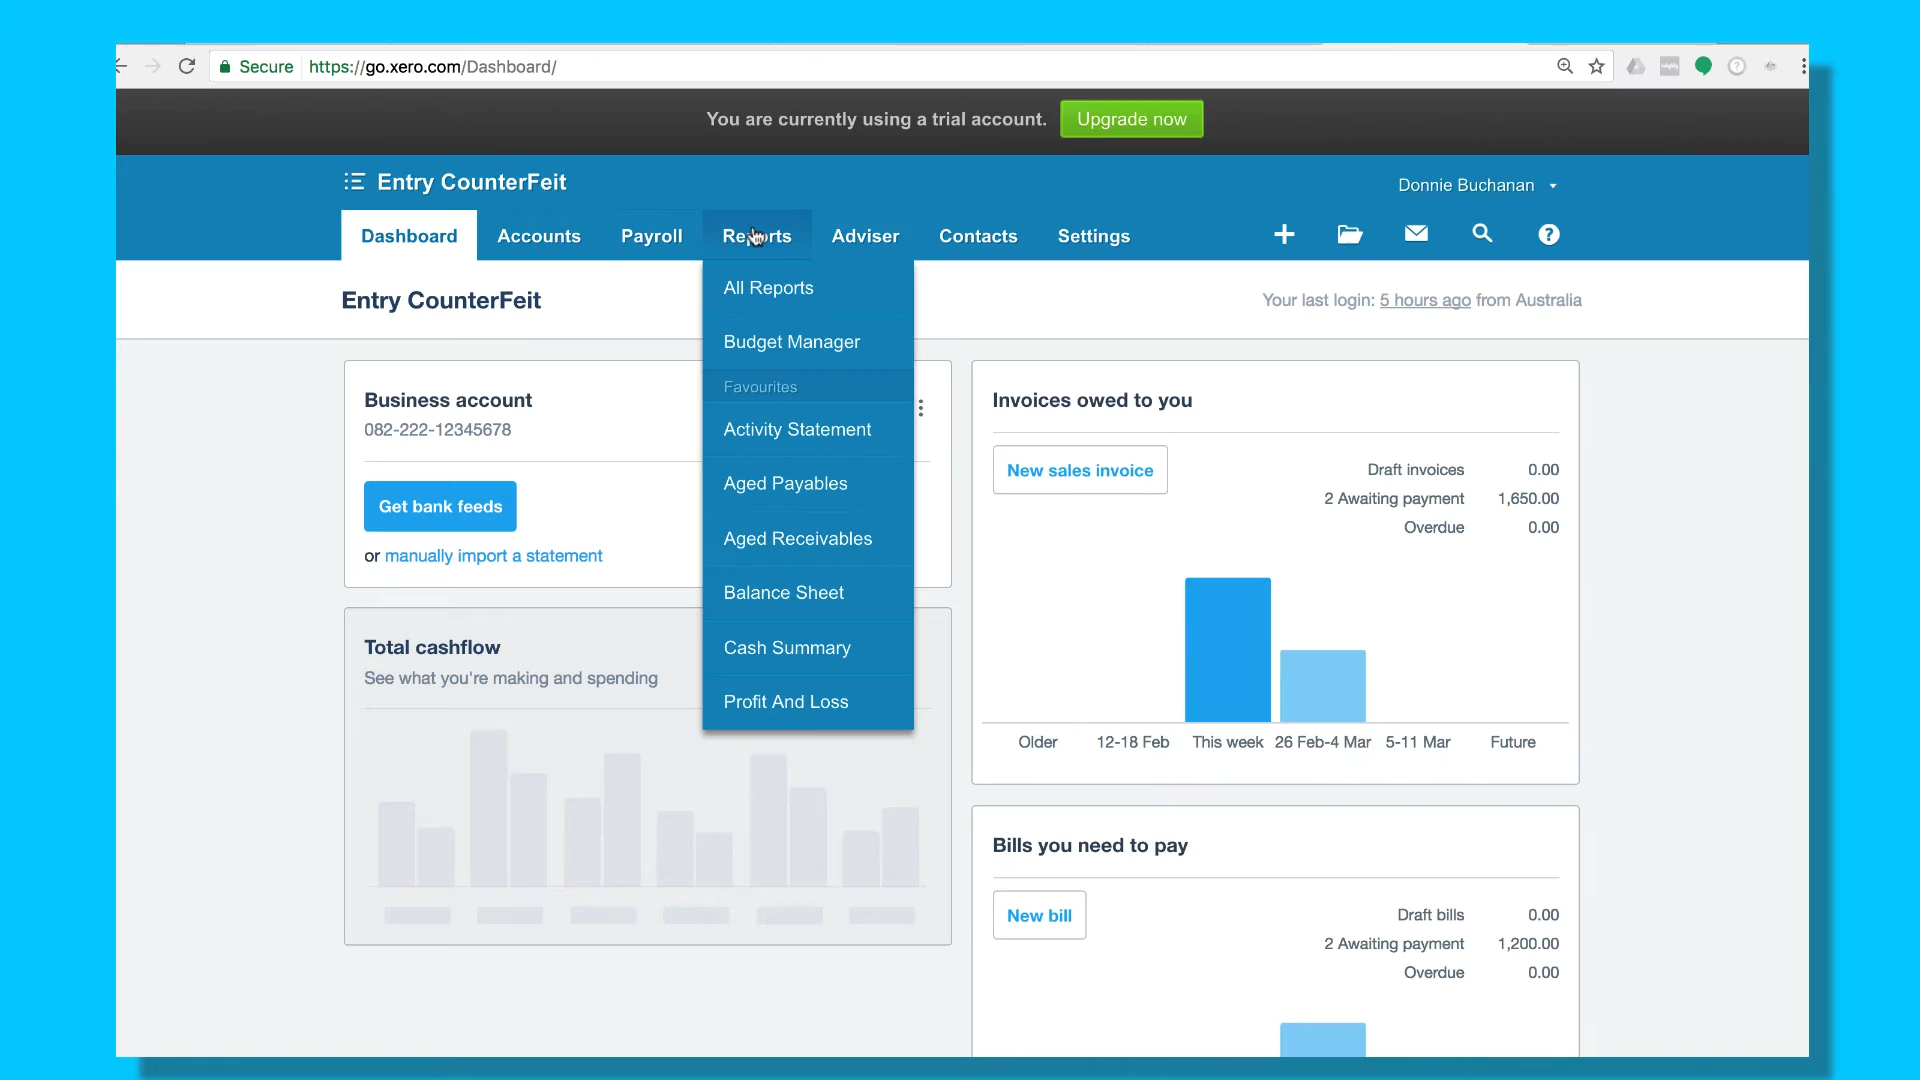 Secure https://go.xero.com/Dashboard/
You are currently using a trial account. Upgrade now
Entry CounterFeit
Donnie Buchanan
Dashboard Accounts Payroll Reports Adviser Contacts Settings
All Reports
Budget Manager
Favourites
Activity Statement
Aged Payables
Aged Receivables
Balance Sheet
Cash Summary
Profit And Loss
Entry CounterFeit
Your last login: 5 hours ago from Australia
Business account
082-222-12345678
Get bank feeds
or manually import a statement
Total cashflow
See what you're making and spending
Invoices owed to you
New sales invoice
Draft invoices 0.00
2 Awaiting payment 1,650.00
Overdue 0.00
Older 12-18 Feb This week 26 Feb-4 Mar 5-11 Mar Future
Bills you need to pay
New bill
Draft bills 0.00
2 Awaiting payment 1,200.00
Overdue 0.00